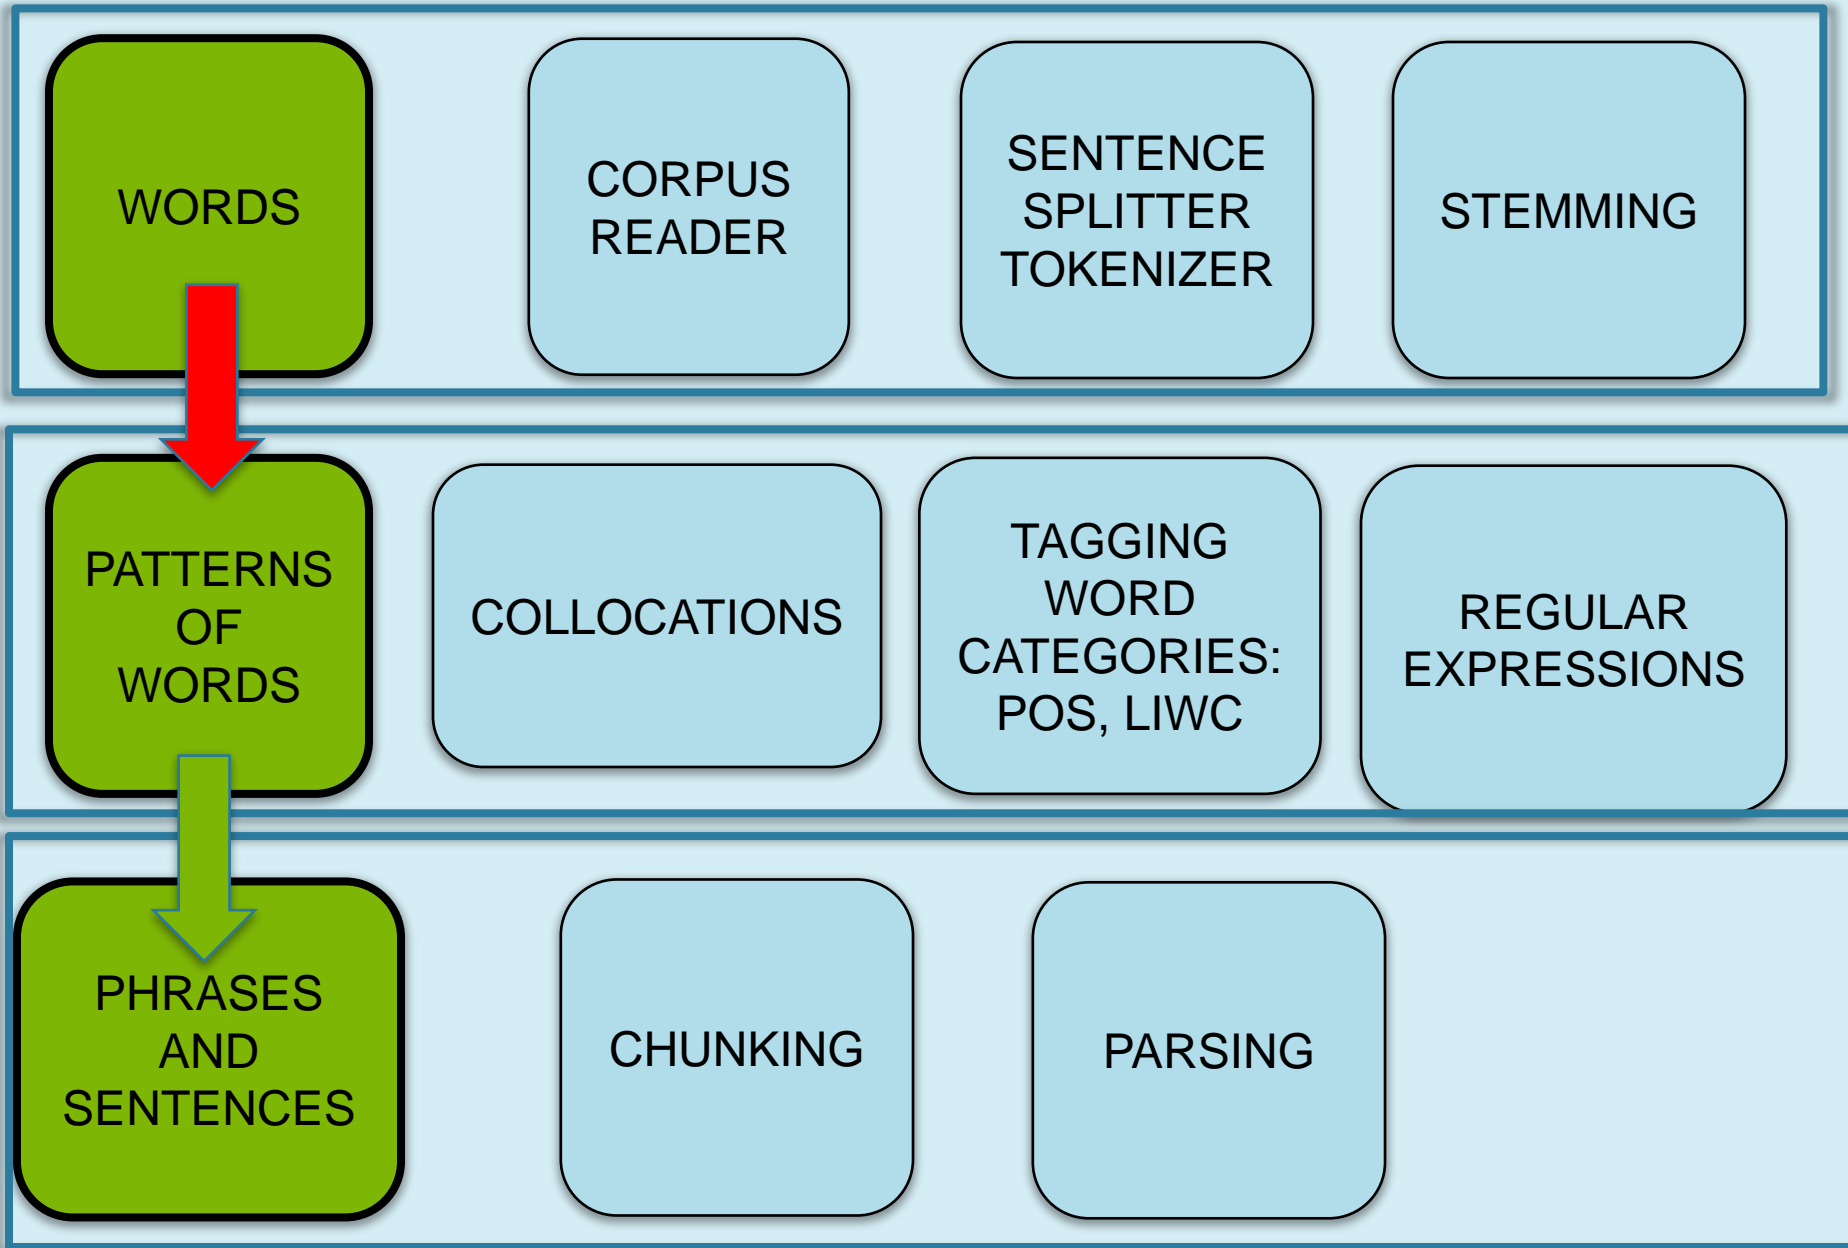 WORDS
CORPUS
READER
SENTENCE
SPLITTER
TOKENIZER
STEMMING
PATTERNS
OF
WORDS
COLLOCATIONS
TAGGING
WORD
CATEGORIES:
POS, LIWC
REGULAR
EXPRESSIONS
PHRASES
AND
SENTENCES
CHUNKING
PARSING